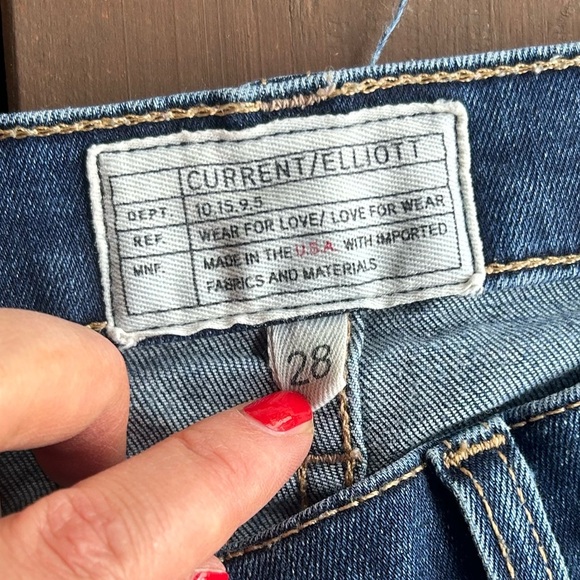 CURRENT/ELLIOTT
DEPT. 10.15.9.5
REF. WEAR FOR LOVE/ LOVE FOR WEAR
MNF. MADE IN THE U.S.A. WITH IMPORTED
FABRICS AND MATERIALS
28